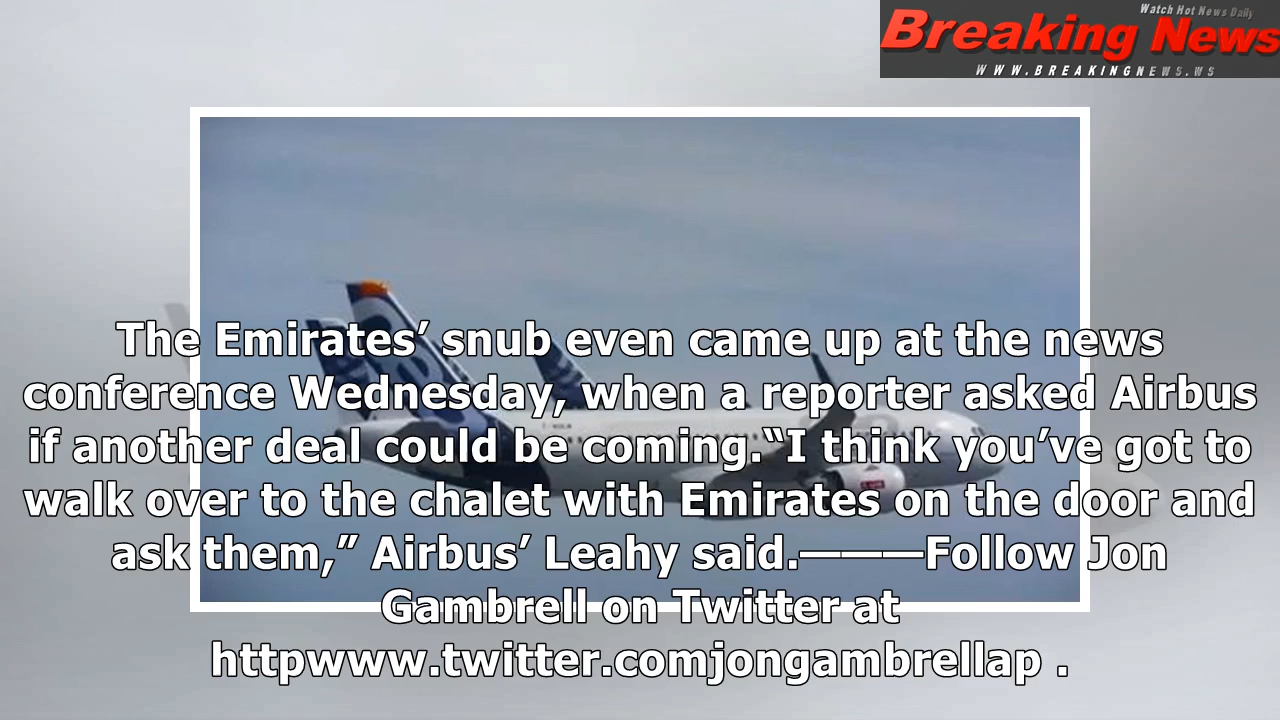 Watch Hot News Daily
Breaking News
WWW.BREAKINGNEWS.WS
The Emirates’ snub even came up at the news
conference Wednesday, when a reporter asked Airbus
if another deal could be coming.“I think you’ve got to
walk over to the chalet with Emirates on the door and
ask them,” Airbus’ Leahy said.———Follow Jon
Gambrell on Twitter at
httpwww.twitter.comjongambrellap .